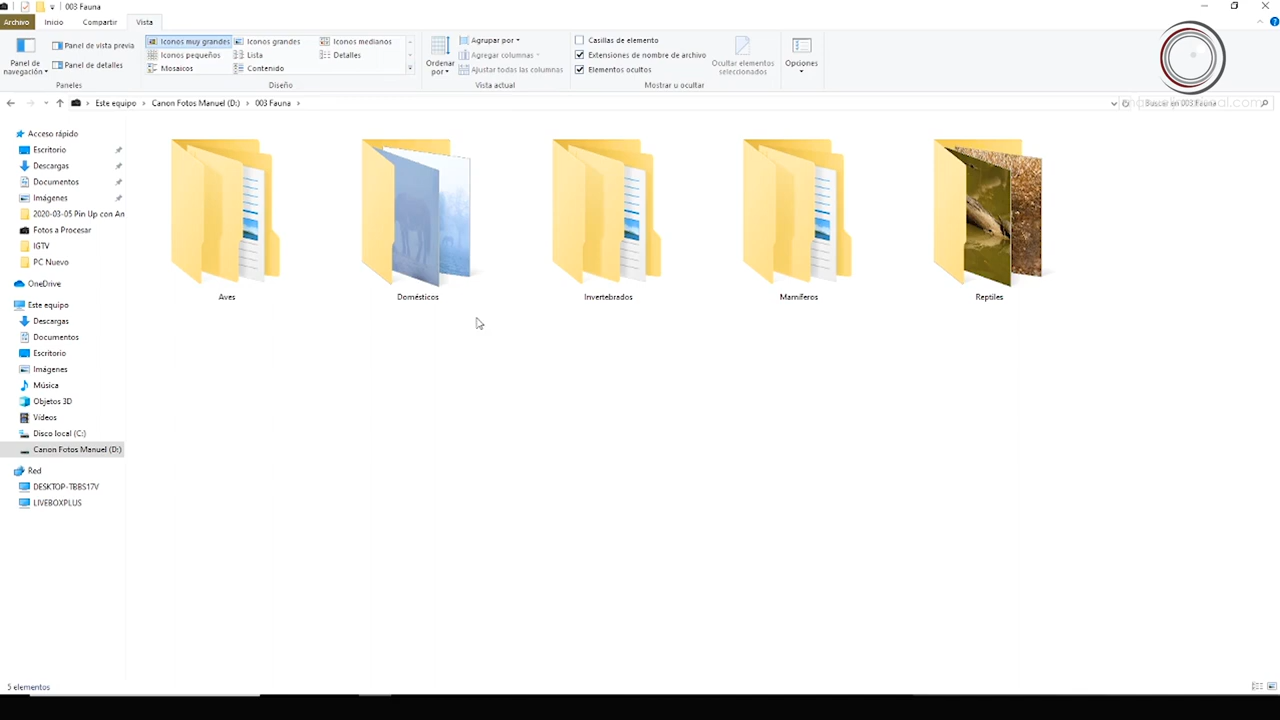 003 Fauna
Archivo Inicio Compartir Vista
Panel de navegación
Panel de vista previa
Panel de detalles
Paneles
Iconos muy grandes Iconos grandes Iconos medianos
Iconos pequeños Lista Detalles
Mosaicos Contenido
Diseño
Ordenar por
Agrupar por
Agregar columnas
Ajustar todas las columnas
Vista actual
Casillas de elemento
Extensiones de nombre de archivo
Elementos ocultos
Ocultar elementos seleccionados
Mostrar u ocultar
Opciones
Este equipo Canon Fotos Manuel (D:) 003 Fauna
Buscar en 003 Fauna
Acceso rápido
Escritorio
Descargas
Documentos
Imágenes
2020-03-05 Pin Up con An
Fotos a Procesar
IGTV
PC Nuevo
OneDrive
Este equipo
Descargas
Documentos
Escritorio
Imágenes
Música
Objetos 3D
Vídeos
Disco local (C:)
Canon Fotos Manuel (D:)
Red
DESKTOP-TBBS17V
LIVEBOXPLUS
Aves
Domésticos
Invertebrados
Mamíferos
Reptiles
5 elementos